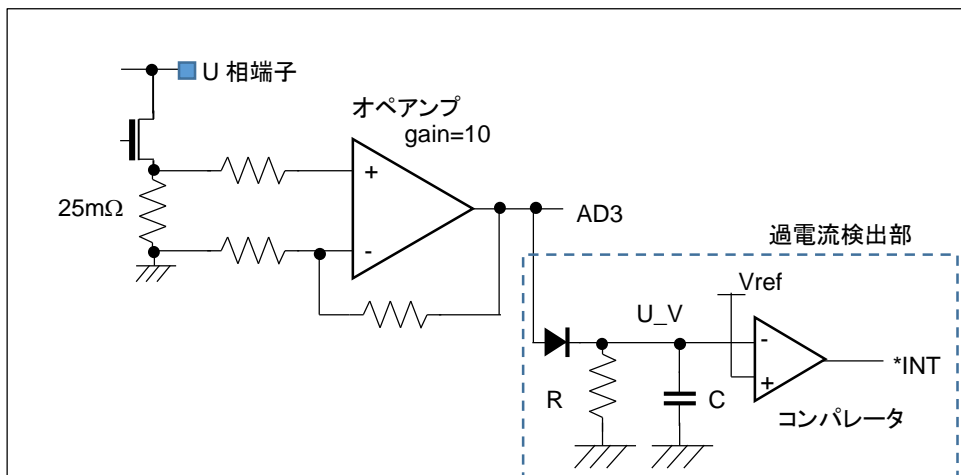 U 相端子
オペアンプ
gain=10
+
-
25mΩ
AD3
過電流検出部
Vref
U_V
-
+
*INT
R
C
コンパレータ